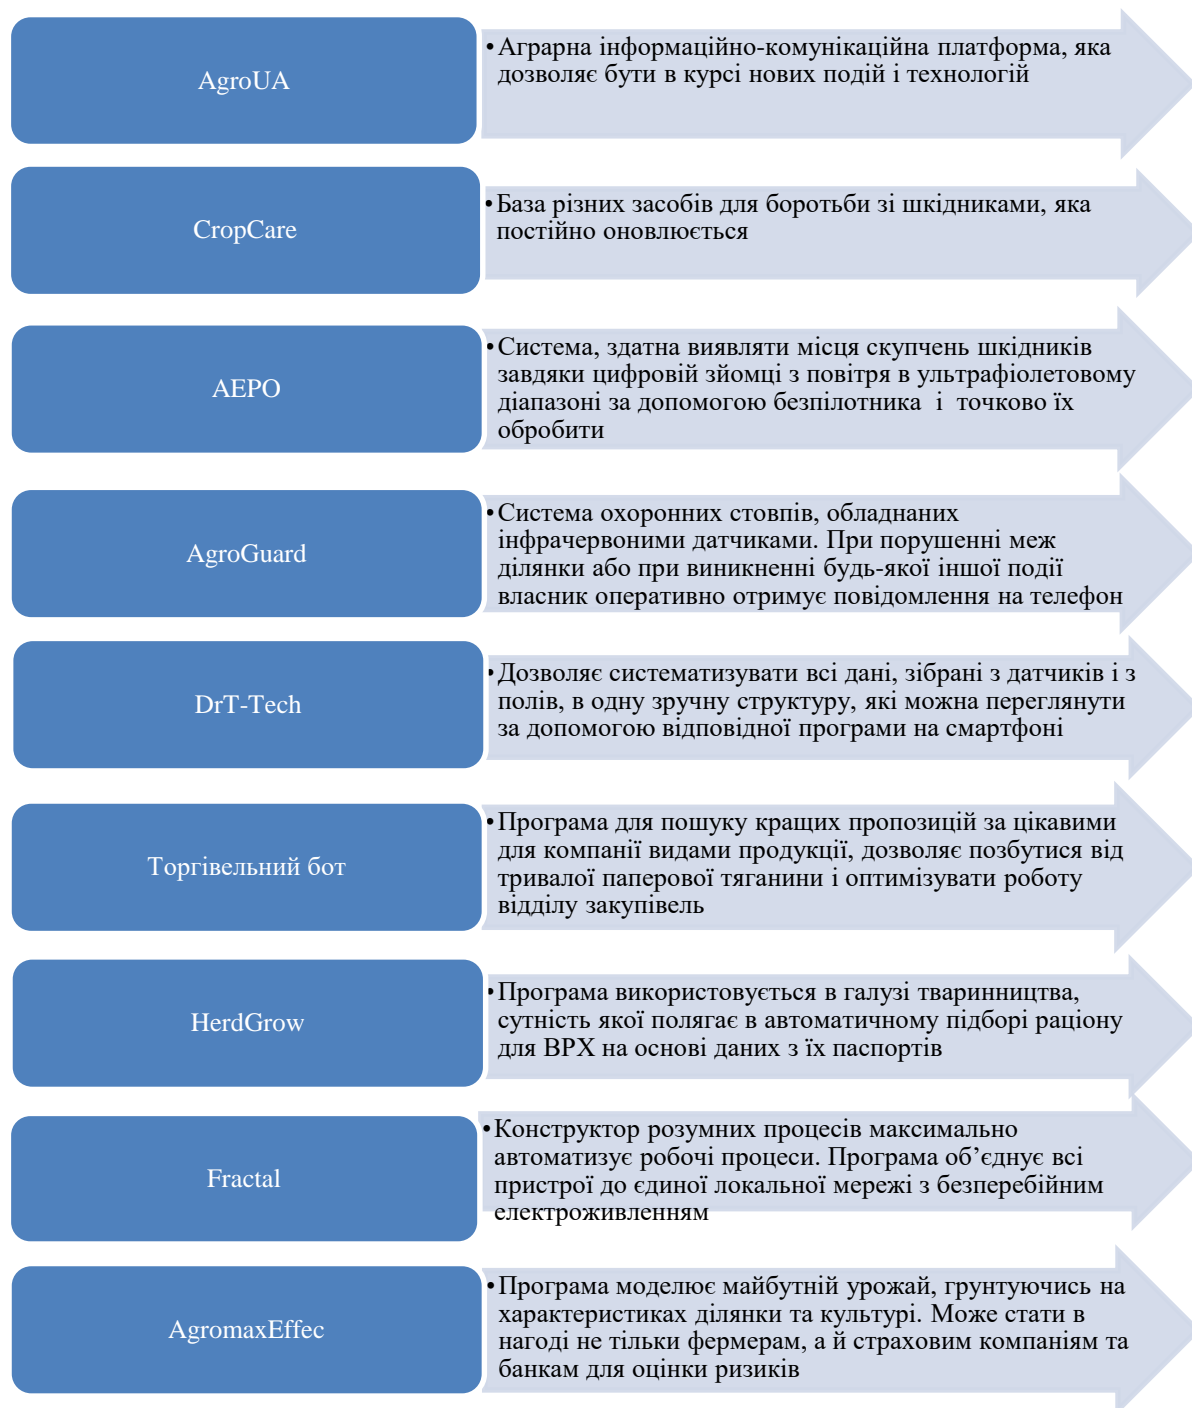 AgroUA
•Аграрна інформаційно-комунікаційна платформа, яка
дозволяє бути в курсі нових подій і технологій
CropCare
•База різних засобів для боротьби зі шкідниками, яка
постійно оновлюється
АЕРО
•Система, здатна виявляти місця скупчень шкідників
завдяки цифровій зйомці з повітря в ультрафіолетовому
діапазоні за допомогою безпілотника і точково їх
обробити
AgroGuard
•Система охоронних стовпів, обладнаних
інфрачервоними датчиками. При порушенні меж
ділянки або при виникненні будь-якої іншої події
власник оперативно отримує повідомлення на телефон
DrT-Tech
•Дозволяє систематизувати всі дані, зібрані з датчиків і з
полів, в одну зручну структуру, які можна переглянути
за допомогою відповідної програми на смартфоні
Торгівельний бот
•Програма для пошуку кращих пропозицій за цікавими
для компанії видами продукції, дозволяє позбутися від
тривалої паперової тяганини і оптимізувати роботу
відділу закупівель
HerdGrow
•Програма використовується в галузі тваринництва,
сутність якої полягає в автоматичному підборі раціону
для ВРХ на основі даних з їх паспортів
Fractal
•Конструктор розумних процесів максимально
автоматизує робочі процеси. Програма об’єднує всі
пристрої до єдиної локальної мережі з безперебійним
електроживленням
AgromaxEffec
•Програма моделює майбутній урожай, грунтуючись на
характеристиках ділянки та культурі. Може стати в
нагоді не тільки фермерам, а й страховим компаніям та
банкам для оцінки ризиків